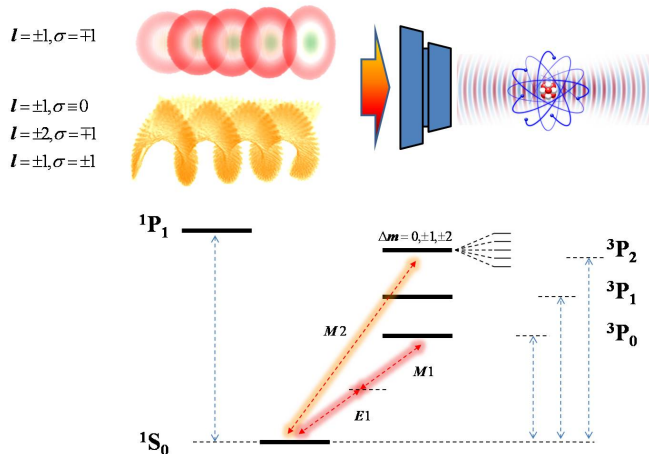 l = ±1, σ = ∓1
l = ±1, σ ≡ 0
l = ±2, σ = ∓1
l = ±1, σ = ±1
¹P₁
Δm = 0,±1,±2
³P₂
³P₁
³P₀
M2
M1
E1
¹S₀